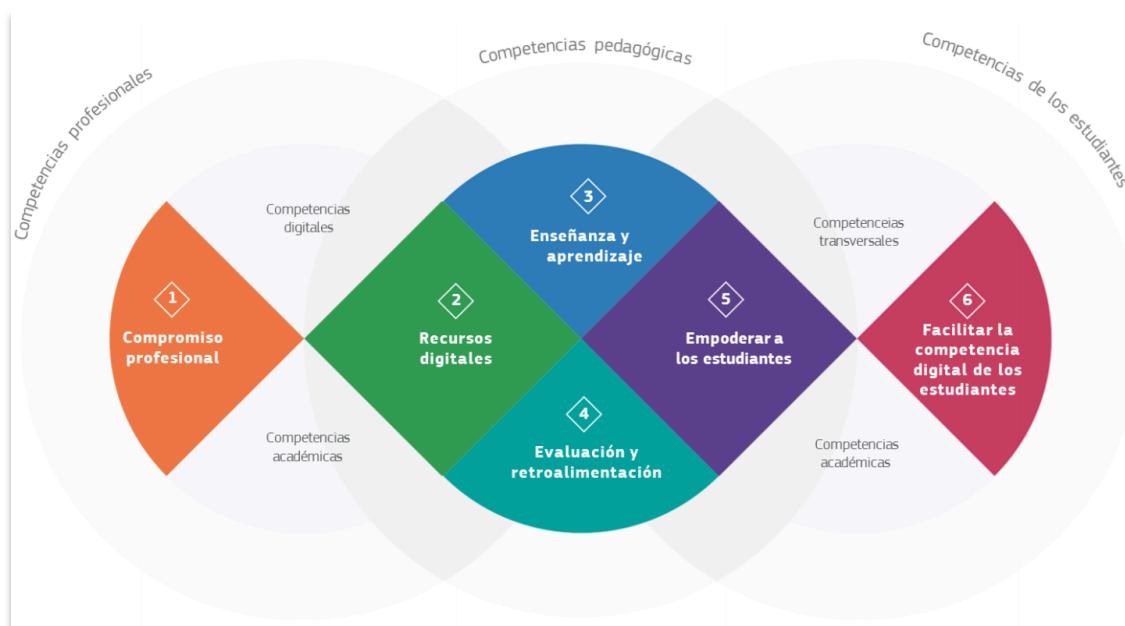 Competencias profesionales
Competencias pedagógicas
Competencias de los estudiantes
Competencias
digitales
Competencias
académicas
1
Compromiso
profesional
2
Recursos
digitales
3
Enseñanza y
aprendizaje
4
Evaluación y
retroalimentación
5
Empoderar a
los estudiantes
Competenceias
transversales
Competencias
académicas
6
Facilitar la
competencia
digital de los
estudiantes